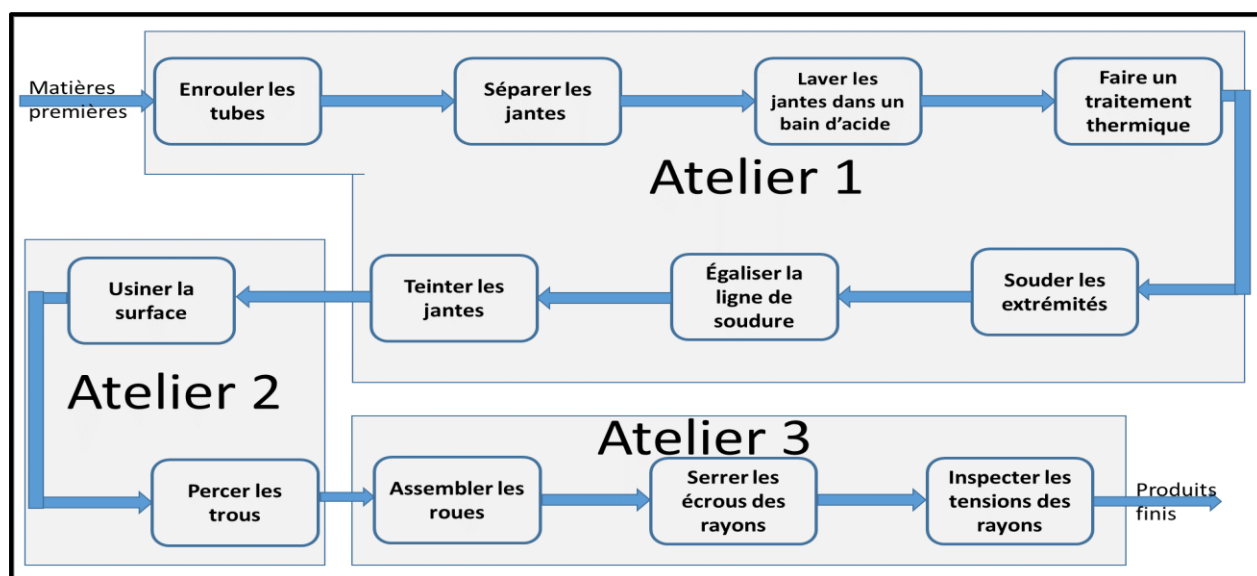 Matières
premières
Enrouler les
tubes
Séparer les
jantes
Laver les
jantes dans un
bain d’acide
Faire un
traitement
thermique
Atelier 1
Souder les
extrémités
Égaliser la
ligne de
soudure
Teinter les
jantes
Usiner la
surface
Atelier 2
Percer les
trous
Atelier 3
Assembler les
roues
Serrer les
écrous des
rayons
Inspecter les
tensions des
rayons
Produits
finis